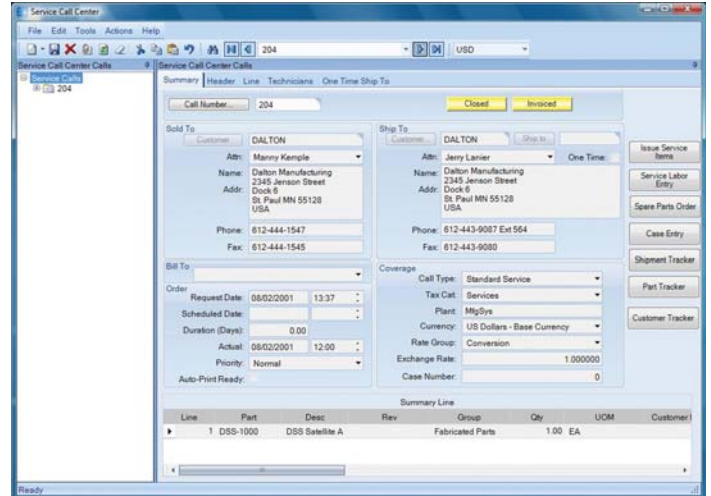 Service Call Center
File Edit Tools Actions Help
204 USD
Service Call Center Calls
Service Calls
204
Service Call Center Calls
Summary Header Line Technicians One Time Ship To
Call Number... 204 Closed Invoiced
Sold To
Customer... DALTON
Attn: Manny Kemple
Name: Dalton Manufacturing
Addr: 2345 Jenson Street
Dock 6
St. Paul MN 55128
USA
Phone: 612-444-1547
Fax: 612-444-1545
Ship To
Customer... DALTON Ship to...
Attn: Jerry Lanier One Time:
Name: Dalton Manufacturing
2345 Jenson Street
Addr: Dock 6
St. Paul MN 55128
USA
Phone: 612-443-9087 Ext 564
Fax: 612-443-9080
Bill To
Order
Request Date: 08/02/2001 13:37
Scheduled Date:
Duration (Days): 0.00
Actual: 08/02/2001 12:00
Priority: Normal
Auto-Print Ready:
Coverage
Call Type: Standard Service
Tax Cat: Services
Plant: MfgSys
Currency: US Dollars - Base Currency
Rate Group: Conversion
Exchange Rate: 1.000000
Case Number: 0
Issue Service Items
Service Labor Entry
Spare Parts Order
Case Entry
Shipment Tracker
Part Tracker
Customer Tracker
Summary Line
Line Part Desc Rev Group Qty UOM Customer
1 DSS-1000 DSS Satellite A Fabricated Parts 1.00 EA
Ready